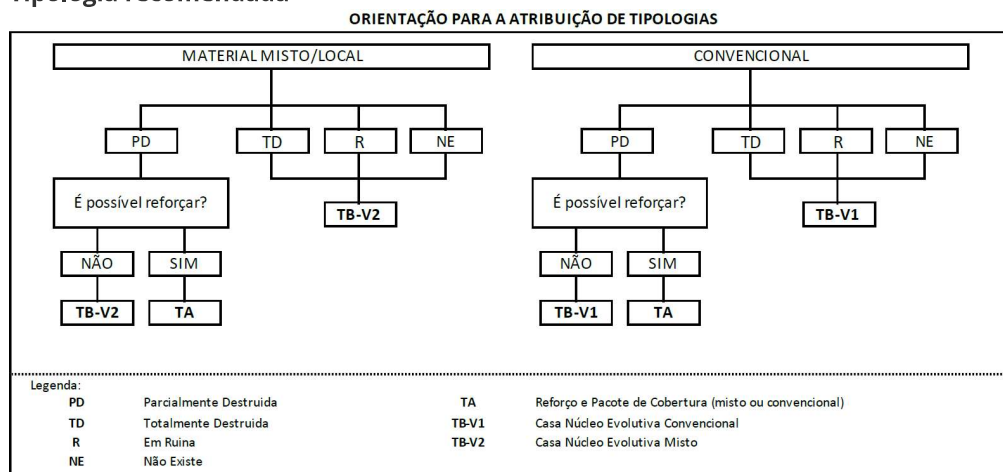 Tipologia recomendada
ORIENTAÇÃO PARA A ATRIBUIÇÃO DE TIPOLOGIAS
MATERIAL MISTO/LOCAL
PD
TD
R
NE
É possível reforçar?
TB-V2
NÃO
SIM
TB-V2
TA
CONVENCIONAL
PD
TD
R
NE
É possível reforçar?
TB-V1
NÃO
SIM
TB-V1
TA
Legenda:
PD Parcialmente Destruida
TD Totalmente Destruida
R Em Ruina
NE Não Existe
TA Reforço e Pacote de Cobertura (misto ou convencional)
TB-V1 Casa Núcleo Evolutiva Convencional
TB-V2 Casa Núcleo Evolutiva Misto